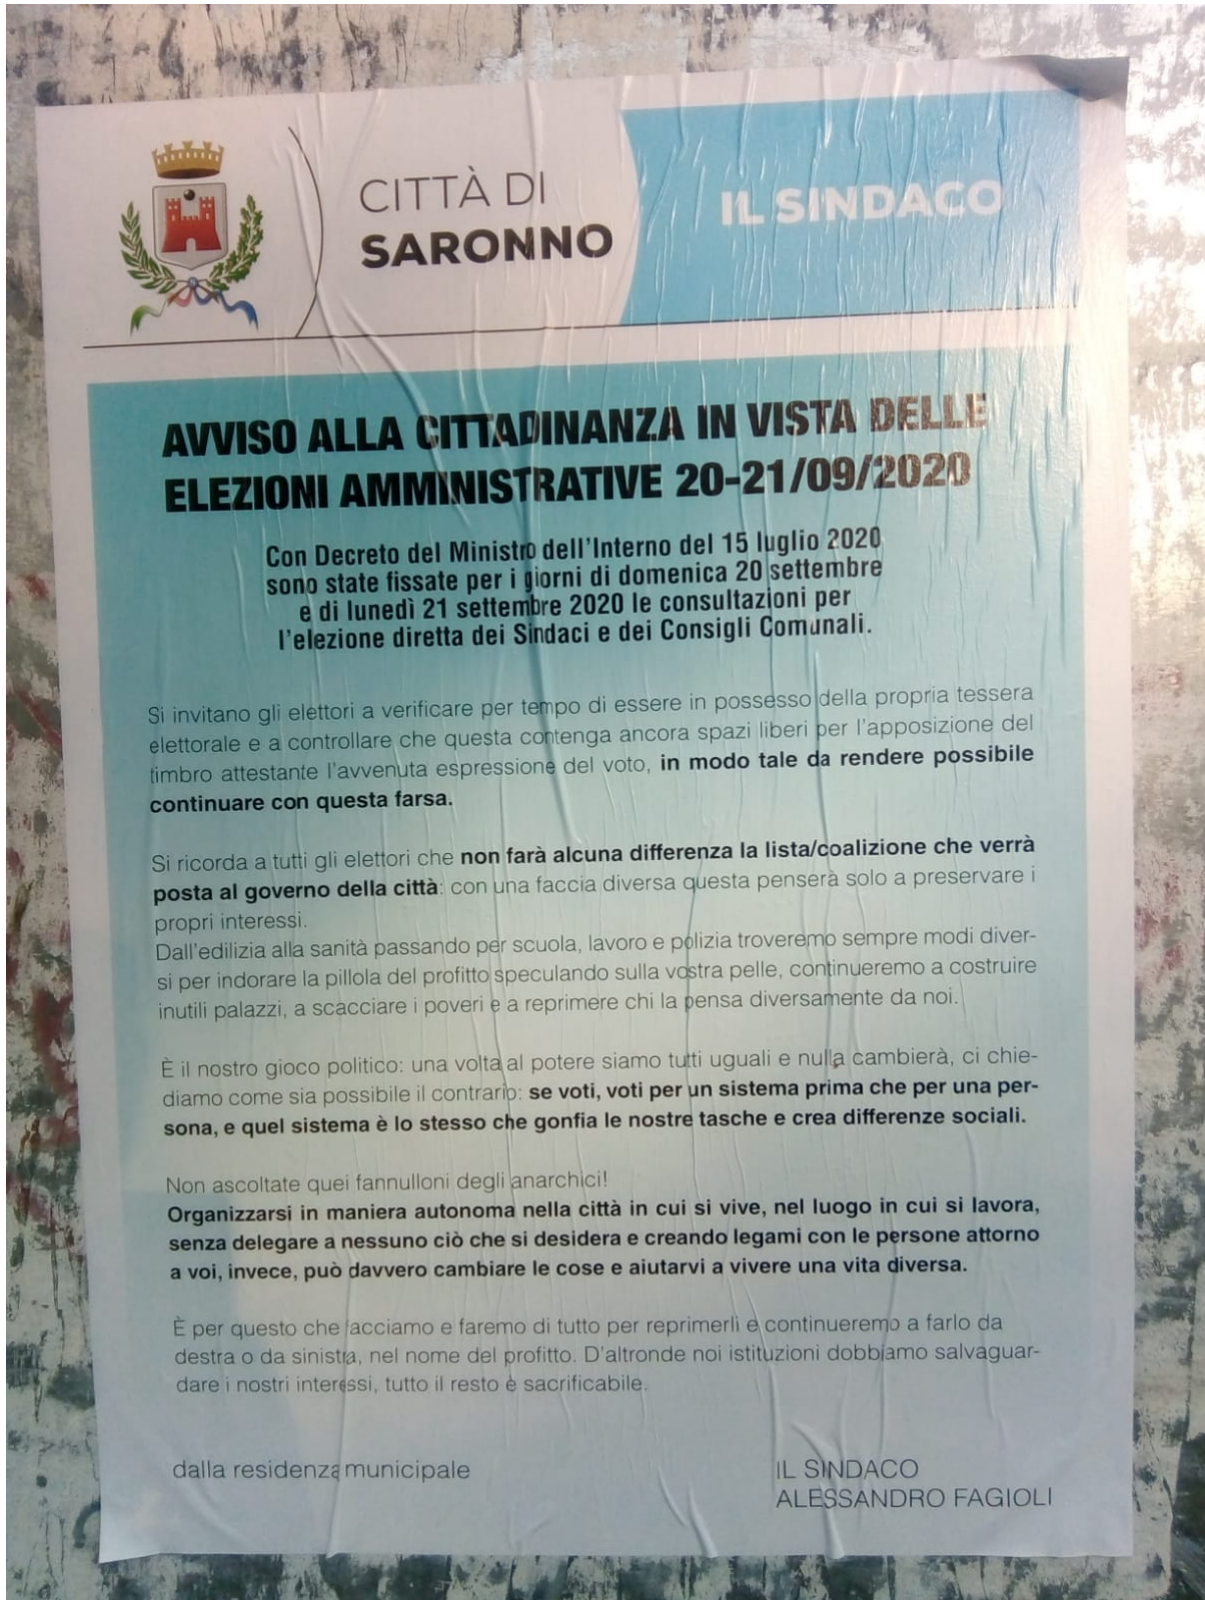 CITTÀ DI
SARONNO
IL SINDACO
AVVISO ALLA CITTADINANZA IN VISTA DELLE
ELEZIONI AMMINISTRATIVE 20-21/09/2020
Con Decreto del Ministro dell'Interno del 15 luglio 2020
sono state fissate per i giorni di domenica 20 settembre
e di lunedì 21 settembre 2020 le consultazioni per
l'elezione diretta dei Sindaci e dei Consigli Comunali.
Si invitano gli elettori a verificare per tempo di essere in possesso della propria tessera
elettorale e a controllare che questa contenga ancora spazi liberi per l'apposizione del
timbro attestante l'avvenuta espressione del voto, in modo tale da rendere possibile
continuare con questa farsa.
Si ricorda a tutti gli elettori che non farà alcuna differenza la lista/coalizione che verrà
posta al governo della città: con una faccia diversa questa penserà solo a preservare i
propri interessi.
Dall'edilizia alla sanità passando per scuola, lavoro e polizia troveremo sempre modi diver-
si per indorare la pillola del profitto speculando sulla vostra pelle, continueremo a costruire
inutili palazzi, a scacciare i poveri e a reprimere chi la pensa diversamente da noi.
È il nostro gioco politico: una volta al potere siamo tutti uguali e nulla cambierà, ci chie-
diamo come sia possibile il contrario: se voti, voti per un sistema prima che per una per-
sona, e quel sistema è lo stesso che gonfia le nostre tasche e crea differenze sociali.
Non ascoltate quei fannulloni degli anarchici!
Organizzarsi in maniera autonoma nella città in cui si vive, nel luogo in cui si lavora,
senza delegare a nessuno ciò che si desidera e creando legami con le persone attorno
a voi, invece, può davvero cambiare le cose e aiutarvi a vivere una vita diversa.
È per questo che facciamo e faremo di tutto per reprimerli e continueremo a farlo da
destra o da sinistra, nel nome del profitto. D'altronde noi istituzioni dobbiamo salvaguar-
dare i nostri interessi, tutto il resto è sacrificabile.
dalla residenza municipale
IL SINDACO
ALESSANDRO FAGIOLI